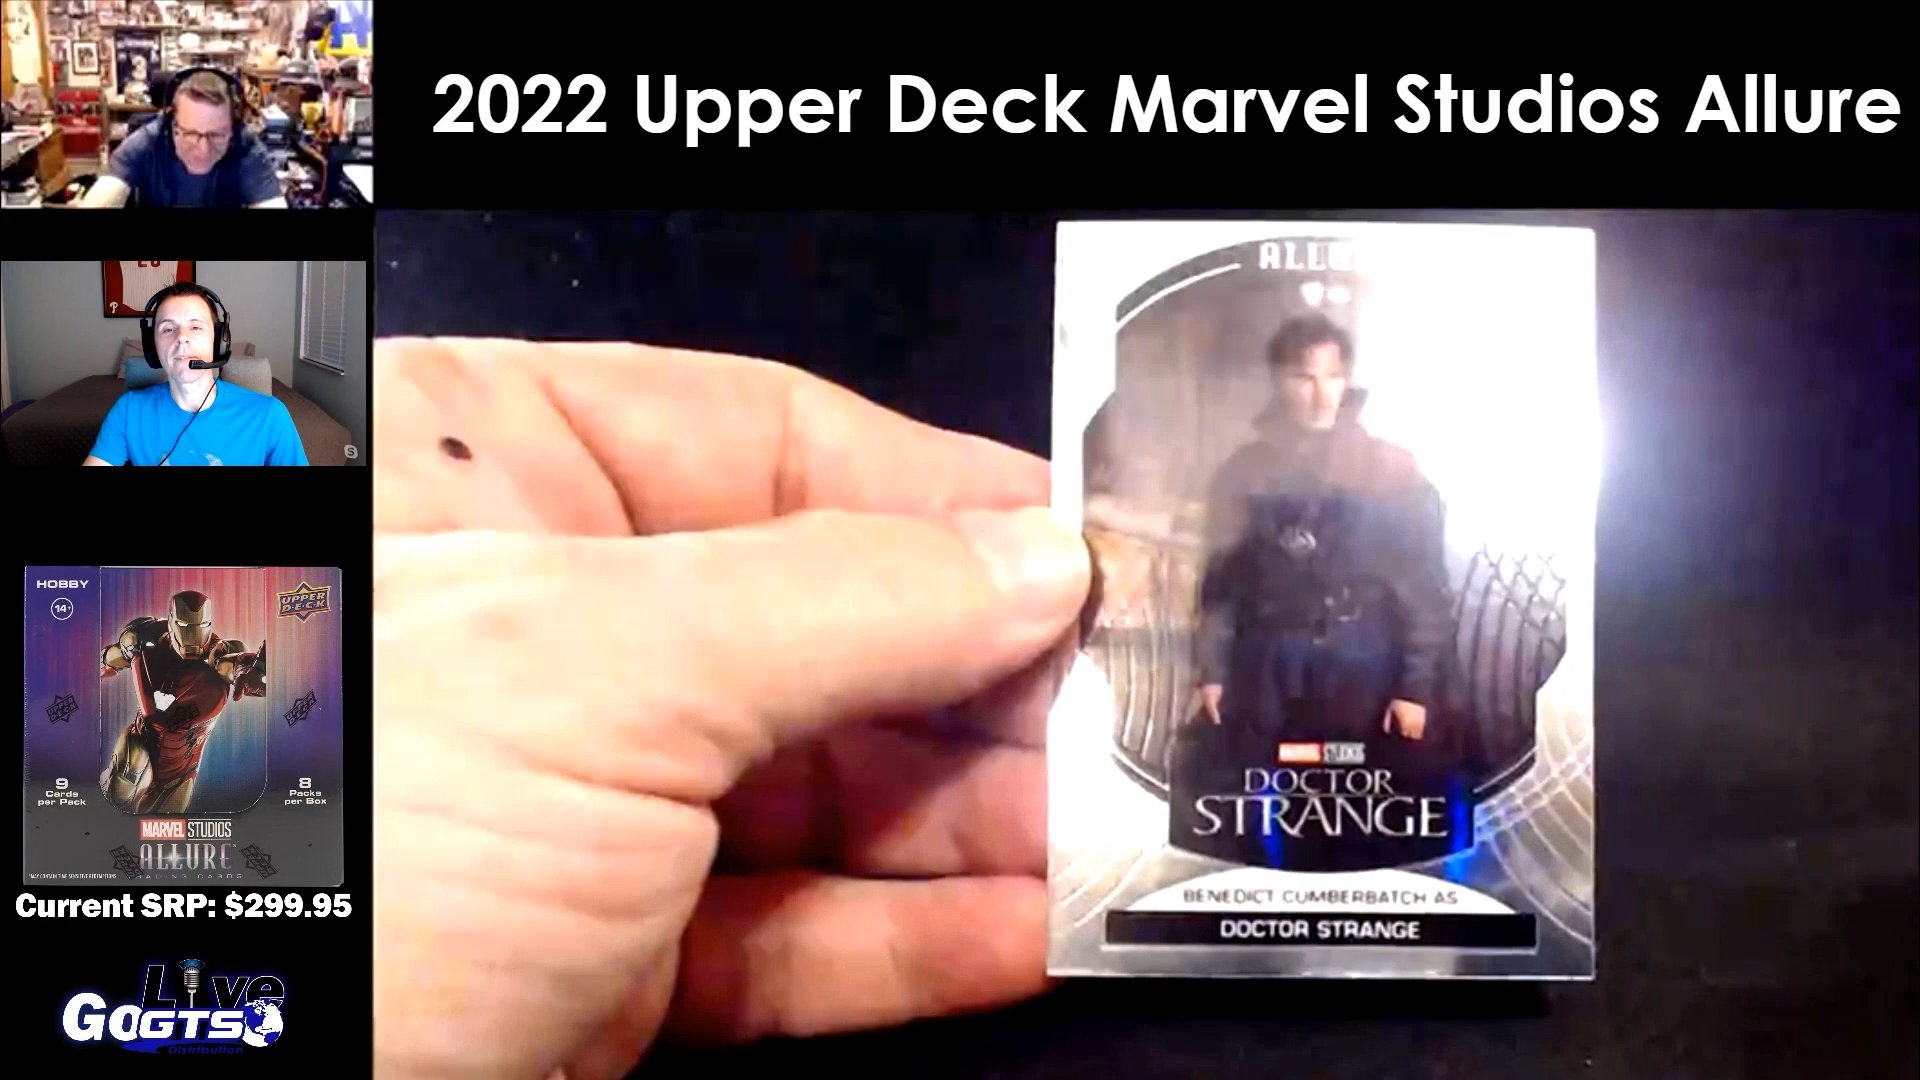 2022 Upper Deck Marvel Studios Allure
HOBBY
14+
UPPER
D·E·C·K
9
Cards
per Pack
8
Packs
per Box
MARVEL STUDIOS
ALLURE
TRADING CARDS
Current SRP: $299.95
Live
GoGTS
Distribution
MARVEL STUDIOS
DOCTOR
STRANGE
BENEDICT CUMBERBATCH AS
DOCTOR STRANGE